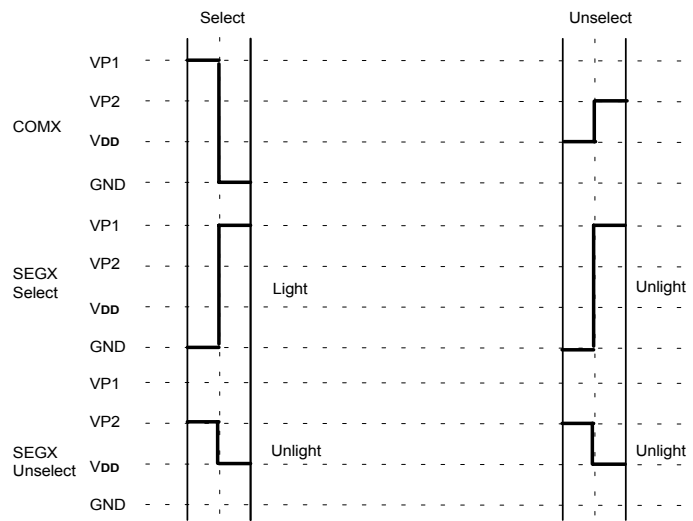 Select Unselect
VP1
VP2
COMX
VDD
GND
VP1
VP2
SEGX
Select
Light Unlight
VDD
GND
VP1
VP2
SEGX
Unselect
Unlight Unlight
VDD
GND